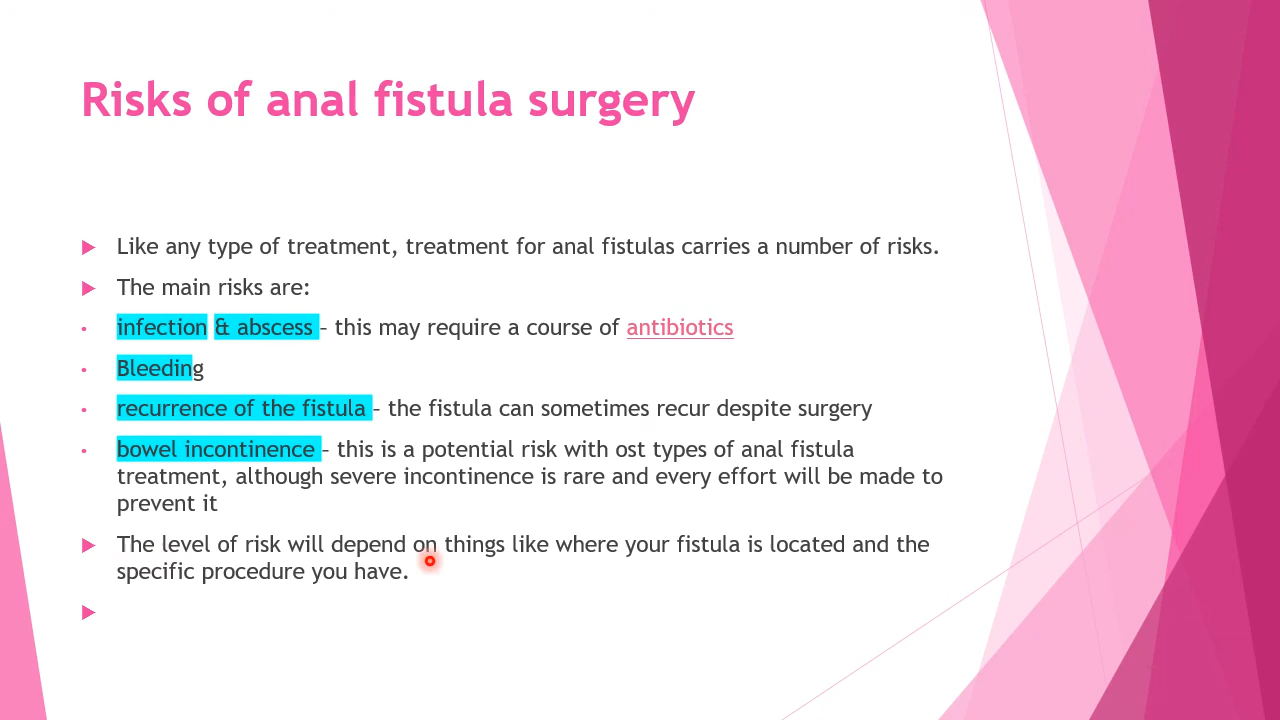 Risks of anal fistula surgery
Like any type of treatment, treatment for anal fistulas carries a number of risks.
The main risks are:
infection & abscess – this may require a course of antibiotics
Bleeding
recurrence of the fistula – the fistula can sometimes recur despite surgery
bowel incontinence – this is a potential risk with ost types of anal fistula
treatment, although severe incontinence is rare and every effort will be made to
prevent it
The level of risk will depend on things like where your fistula is located and the
specific procedure you have.